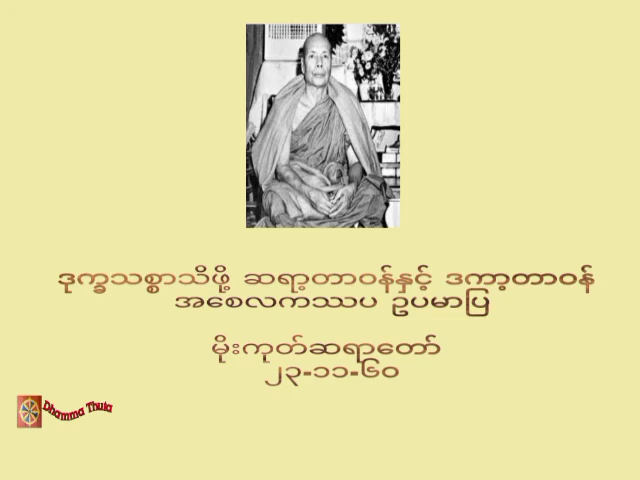 ဒုက္ခသစ္စာသိဖို့ ဆရာ့တာဝန်နှင့် ဒကာ့တာဝန်
အစေလကဿပ ဥပမာပြ
မိုးကုတ်ဆရာတော်
၂၃-၁၁-၆၀
Dhamma Thuta